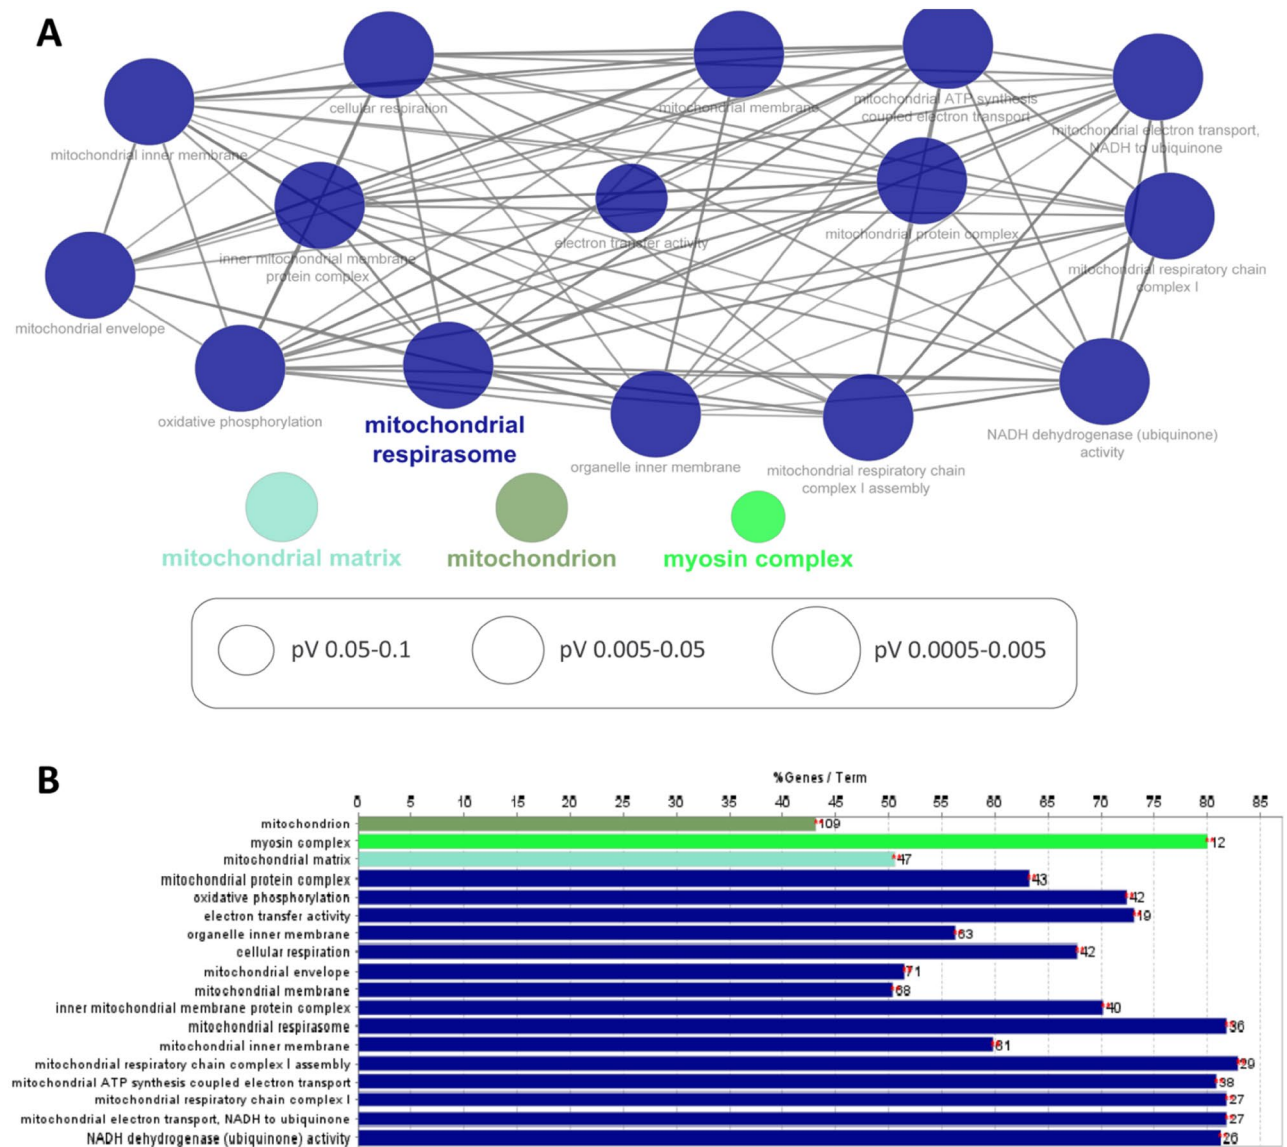 A
cellular respiration
mitochondrial membrane
mitochondrial ATP synthesis
coupled electron transport
mitochondrial electron transport,
NADH to ubiquinone
mitochondrial inner membrane
inner mitochondrial membrane
protein complex
electron transfer activity
mitochondrial protein complex
mitochondrial respiratory chain
complex I
mitochondrial envelope
oxidative phosphorylation
mitochondrial
respirasome
organelle inner membrane
mitochondrial respiratory chain
complex I assembly
NADH dehydrogenase (ubiquinone)
activity
mitochondrial matrix
mitochondrion
myosin complex
pV 0.05-0.1
pV 0.005-0.05
pV 0.0005-0.005
B
%Genes / Term
0 5 10 15 20 25 30 35 40 45 50 55 60 65 70 75 80 85
mitochondrion **109
myosin complex **12
mitochondrial matrix **47
mitochondrial protein complex **43
oxidative phosphorylation **42
electron transfer activity **19
organelle inner membrane **63
cellular respiration **42
mitochondrial envelope **71
mitochondrial membrane **68
inner mitochondrial membrane protein complex **40
mitochondrial respirasome **36
mitochondrial inner membrane **61
mitochondrial respiratory chain complex I assembly **29
mitochondrial ATP synthesis coupled electron transport **38
mitochondrial respiratory chain complex I **27
mitochondrial electron transport, NADH to ubiquinone **27
NADH dehydrogenase (ubiquinone) activity **26